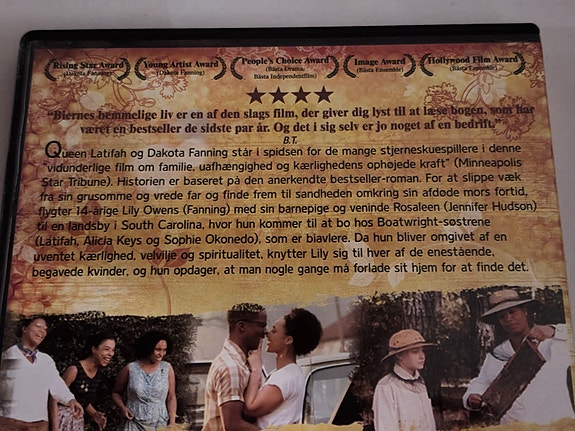 Rising Star Award
(Dakota Fanning)
Young Artist Award
(Dakota Fanning)
People's Choice Award
(Bästa Drama,
Bästa Independentfilm)
Image Award
(Bästa Ensemble)
Hollywood Film Award
(Bästa Ensemble)
"Biernes hemmelige liv er en af den slags film, der giver dig lyst til at læse bogen, som har
været en bestseller de sidste par år. Og det i sig selv er jo noget af en bedrift."
B.T.
Queen Latifah og Dakota Fanning står i spidsen for de mange stjerneskuespillere i denne
"vidunderlige film om familie, uafhængighed og kærlighedens ophøjede kraft" (Minneapolis
Star Tribune). Historien er baseret på den anerkendte bestseller-roman. For at slippe væk
fra sin grusomme og vrede far og finde frem til sandheden omkring sin afdøde mors fortid,
flygter 14-årige Lily Owens (Fanning) med sin barnepige og veninde Rosaleen (Jennifer Hudson)
til en landsby i South Carolina, hvor hun kommer til at bo hos Boatwright-søstrene
(Latifah, Alicia Keys og Sophie Okonedo), som er biavlere. Da hun bliver omgivet af en
uventet kærlighed, velvilje og spiritualitet, knytter Lily sig til hver af de enestående,
begavede kvinder, og hun opdager, at man nogle gange må forlade sit hjem for at finde det.